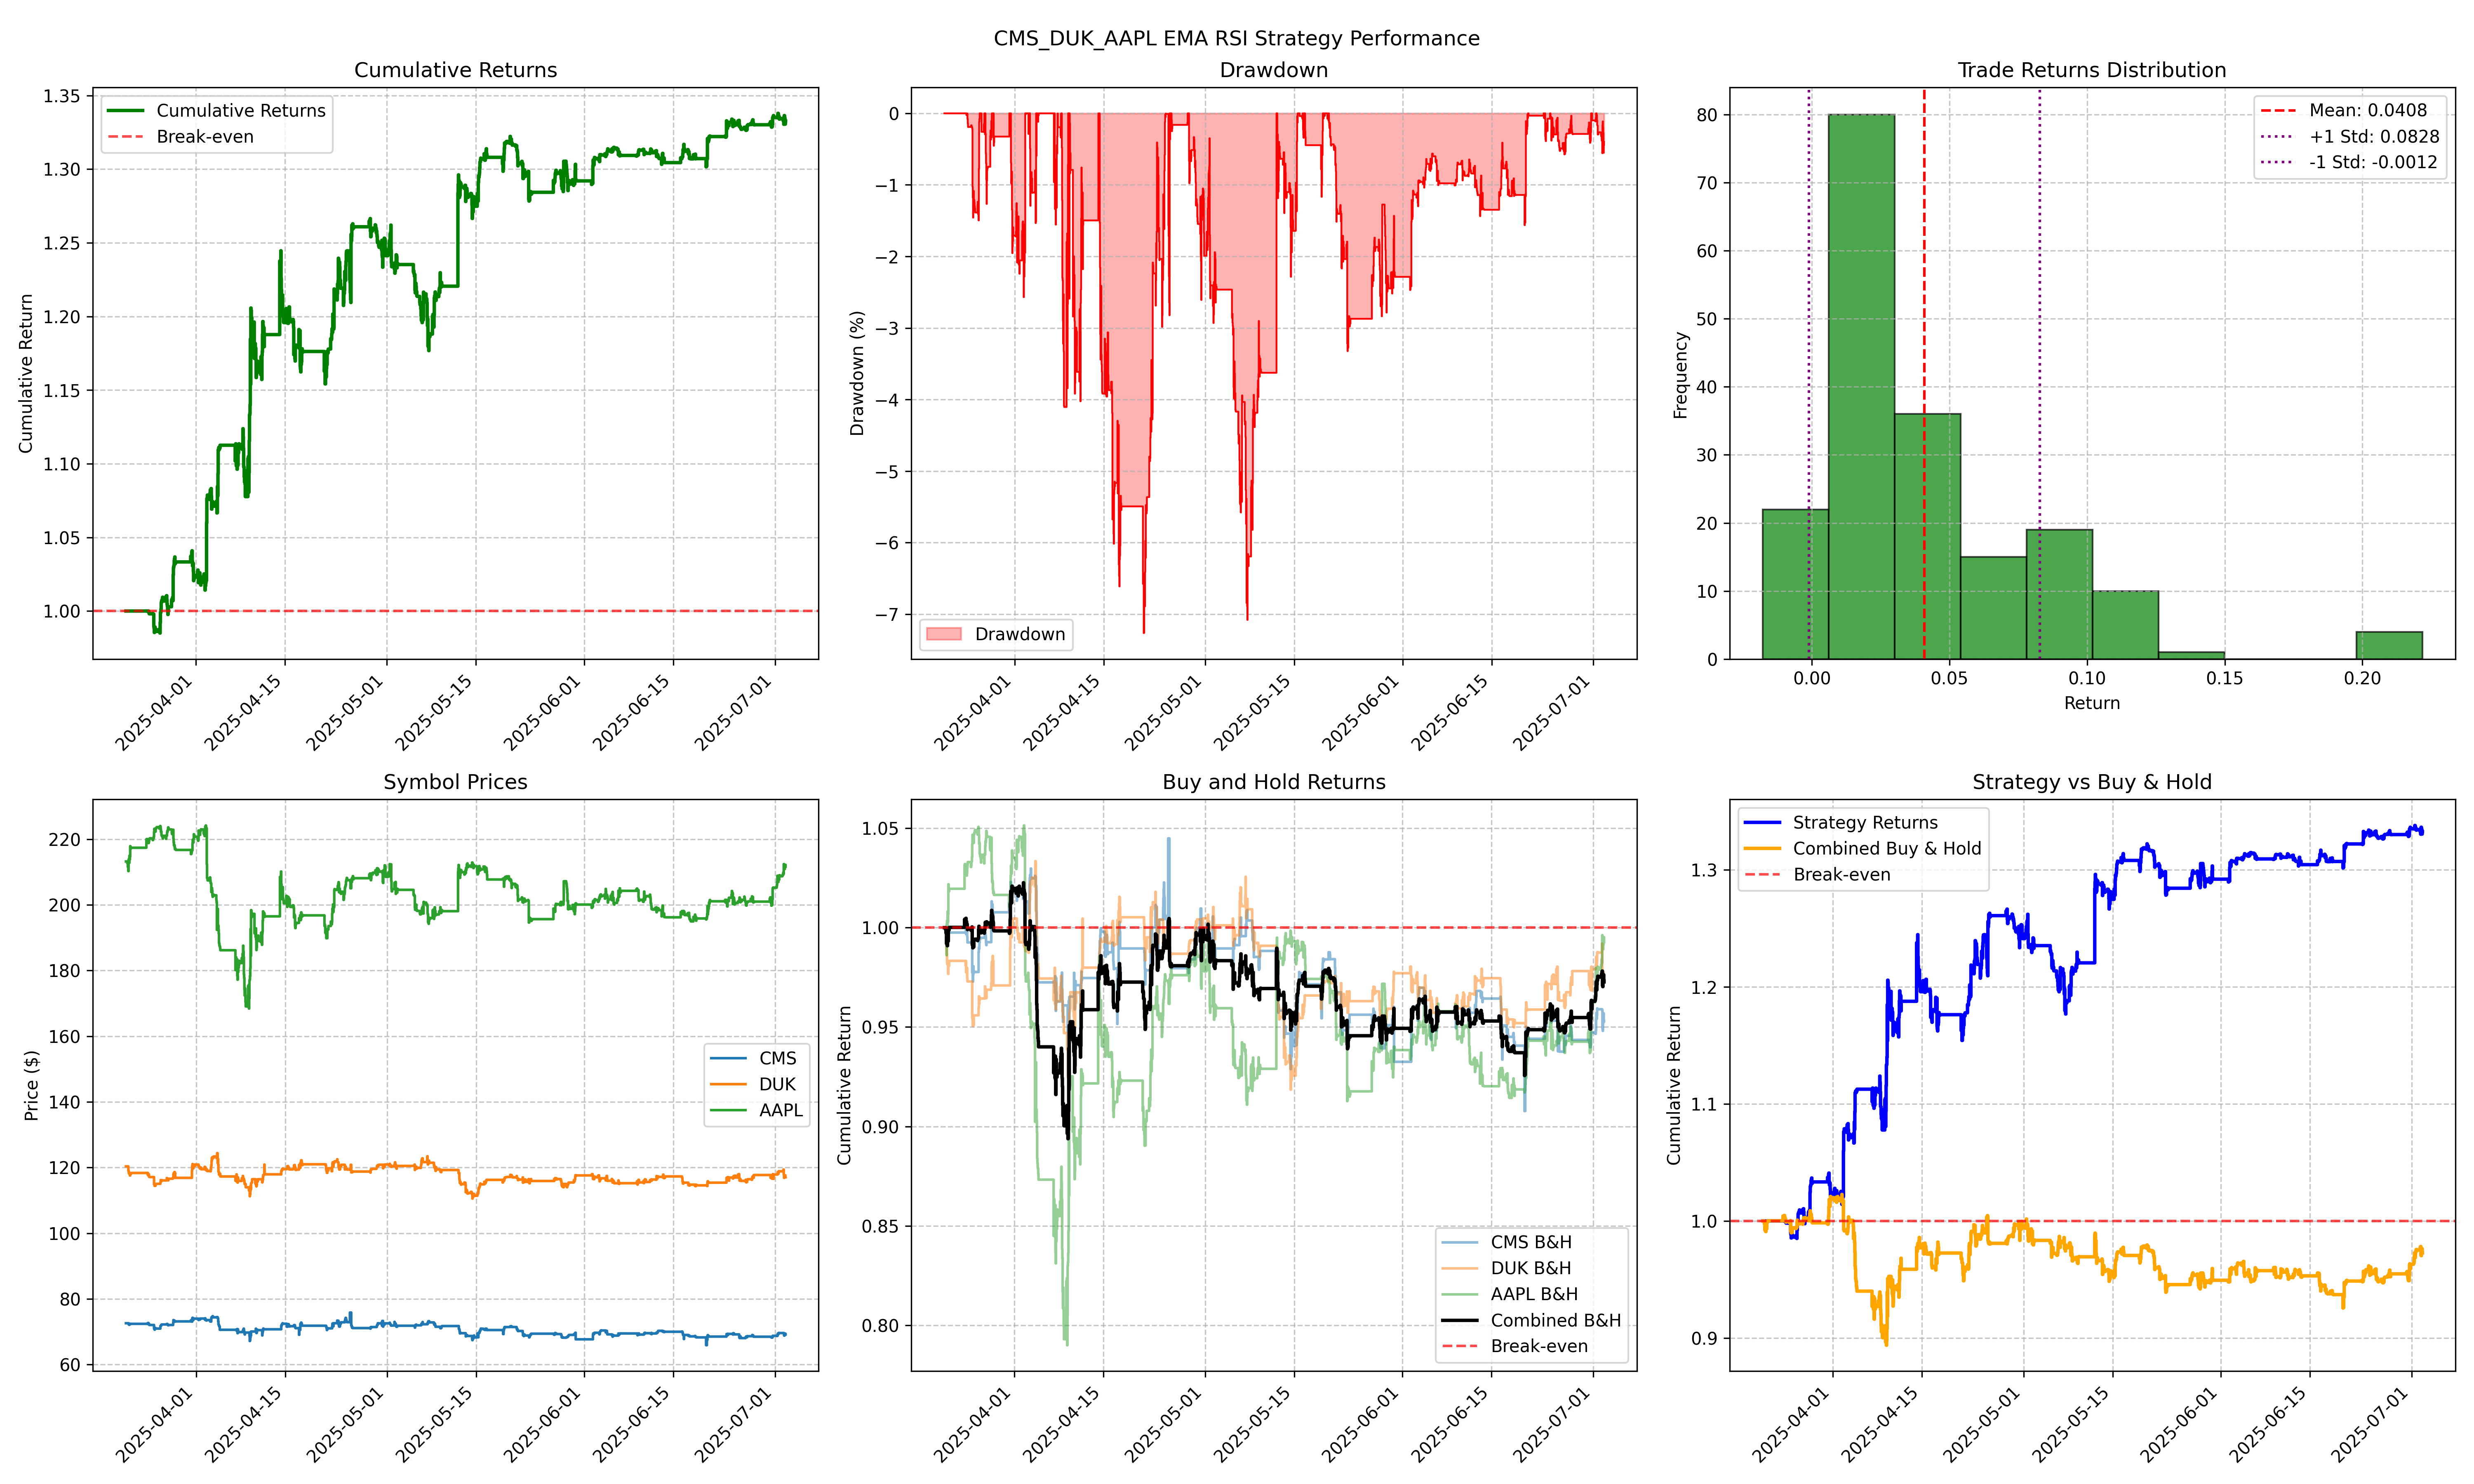 CMS_DUK_AAPL EMA RSI Strategy Performance
Cumulative Returns
Cumulative Return
1.35
1.30
1.25
1.20
1.15
1.10
1.05
1.00
Cumulative Returns
Break-even
2025-04-01
2025-04-15
2025-05-01
2025-05-15
2025-06-01
2025-06-15
2025-07-01
Drawdown
Drawdown (%)
0
−1
−2
−3
−4
−5
−6
−7
Drawdown
2025-04-01
2025-04-15
2025-05-01
2025-05-15
2025-06-01
2025-06-15
2025-07-01
Trade Returns Distribution
Frequency
80
70
60
50
40
30
20
10
0
Mean: 0.0408
+1 Std: 0.0828
-1 Std: -0.0012
0.00
0.05
0.10
0.15
0.20
Return
Symbol Prices
Price ($)
220
200
180
160
140
120
100
80
60
CMS
DUK
AAPL
2025-04-01
2025-04-15
2025-05-01
2025-05-15
2025-06-01
2025-06-15
2025-07-01
Buy and Hold Returns
Cumulative Return
1.05
1.00
0.95
0.90
0.85
0.80
CMS B&H
DUK B&H
AAPL B&H
Combined B&H
Break-even
2025-04-01
2025-04-15
2025-05-01
2025-05-15
2025-06-01
2025-06-15
2025-07-01
Strategy vs Buy & Hold
Cumulative Return
1.3
1.2
1.1
1.0
0.9
Strategy Returns
Combined Buy & Hold
Break-even
2025-04-01
2025-04-15
2025-05-01
2025-05-15
2025-06-01
2025-06-15
2025-07-01